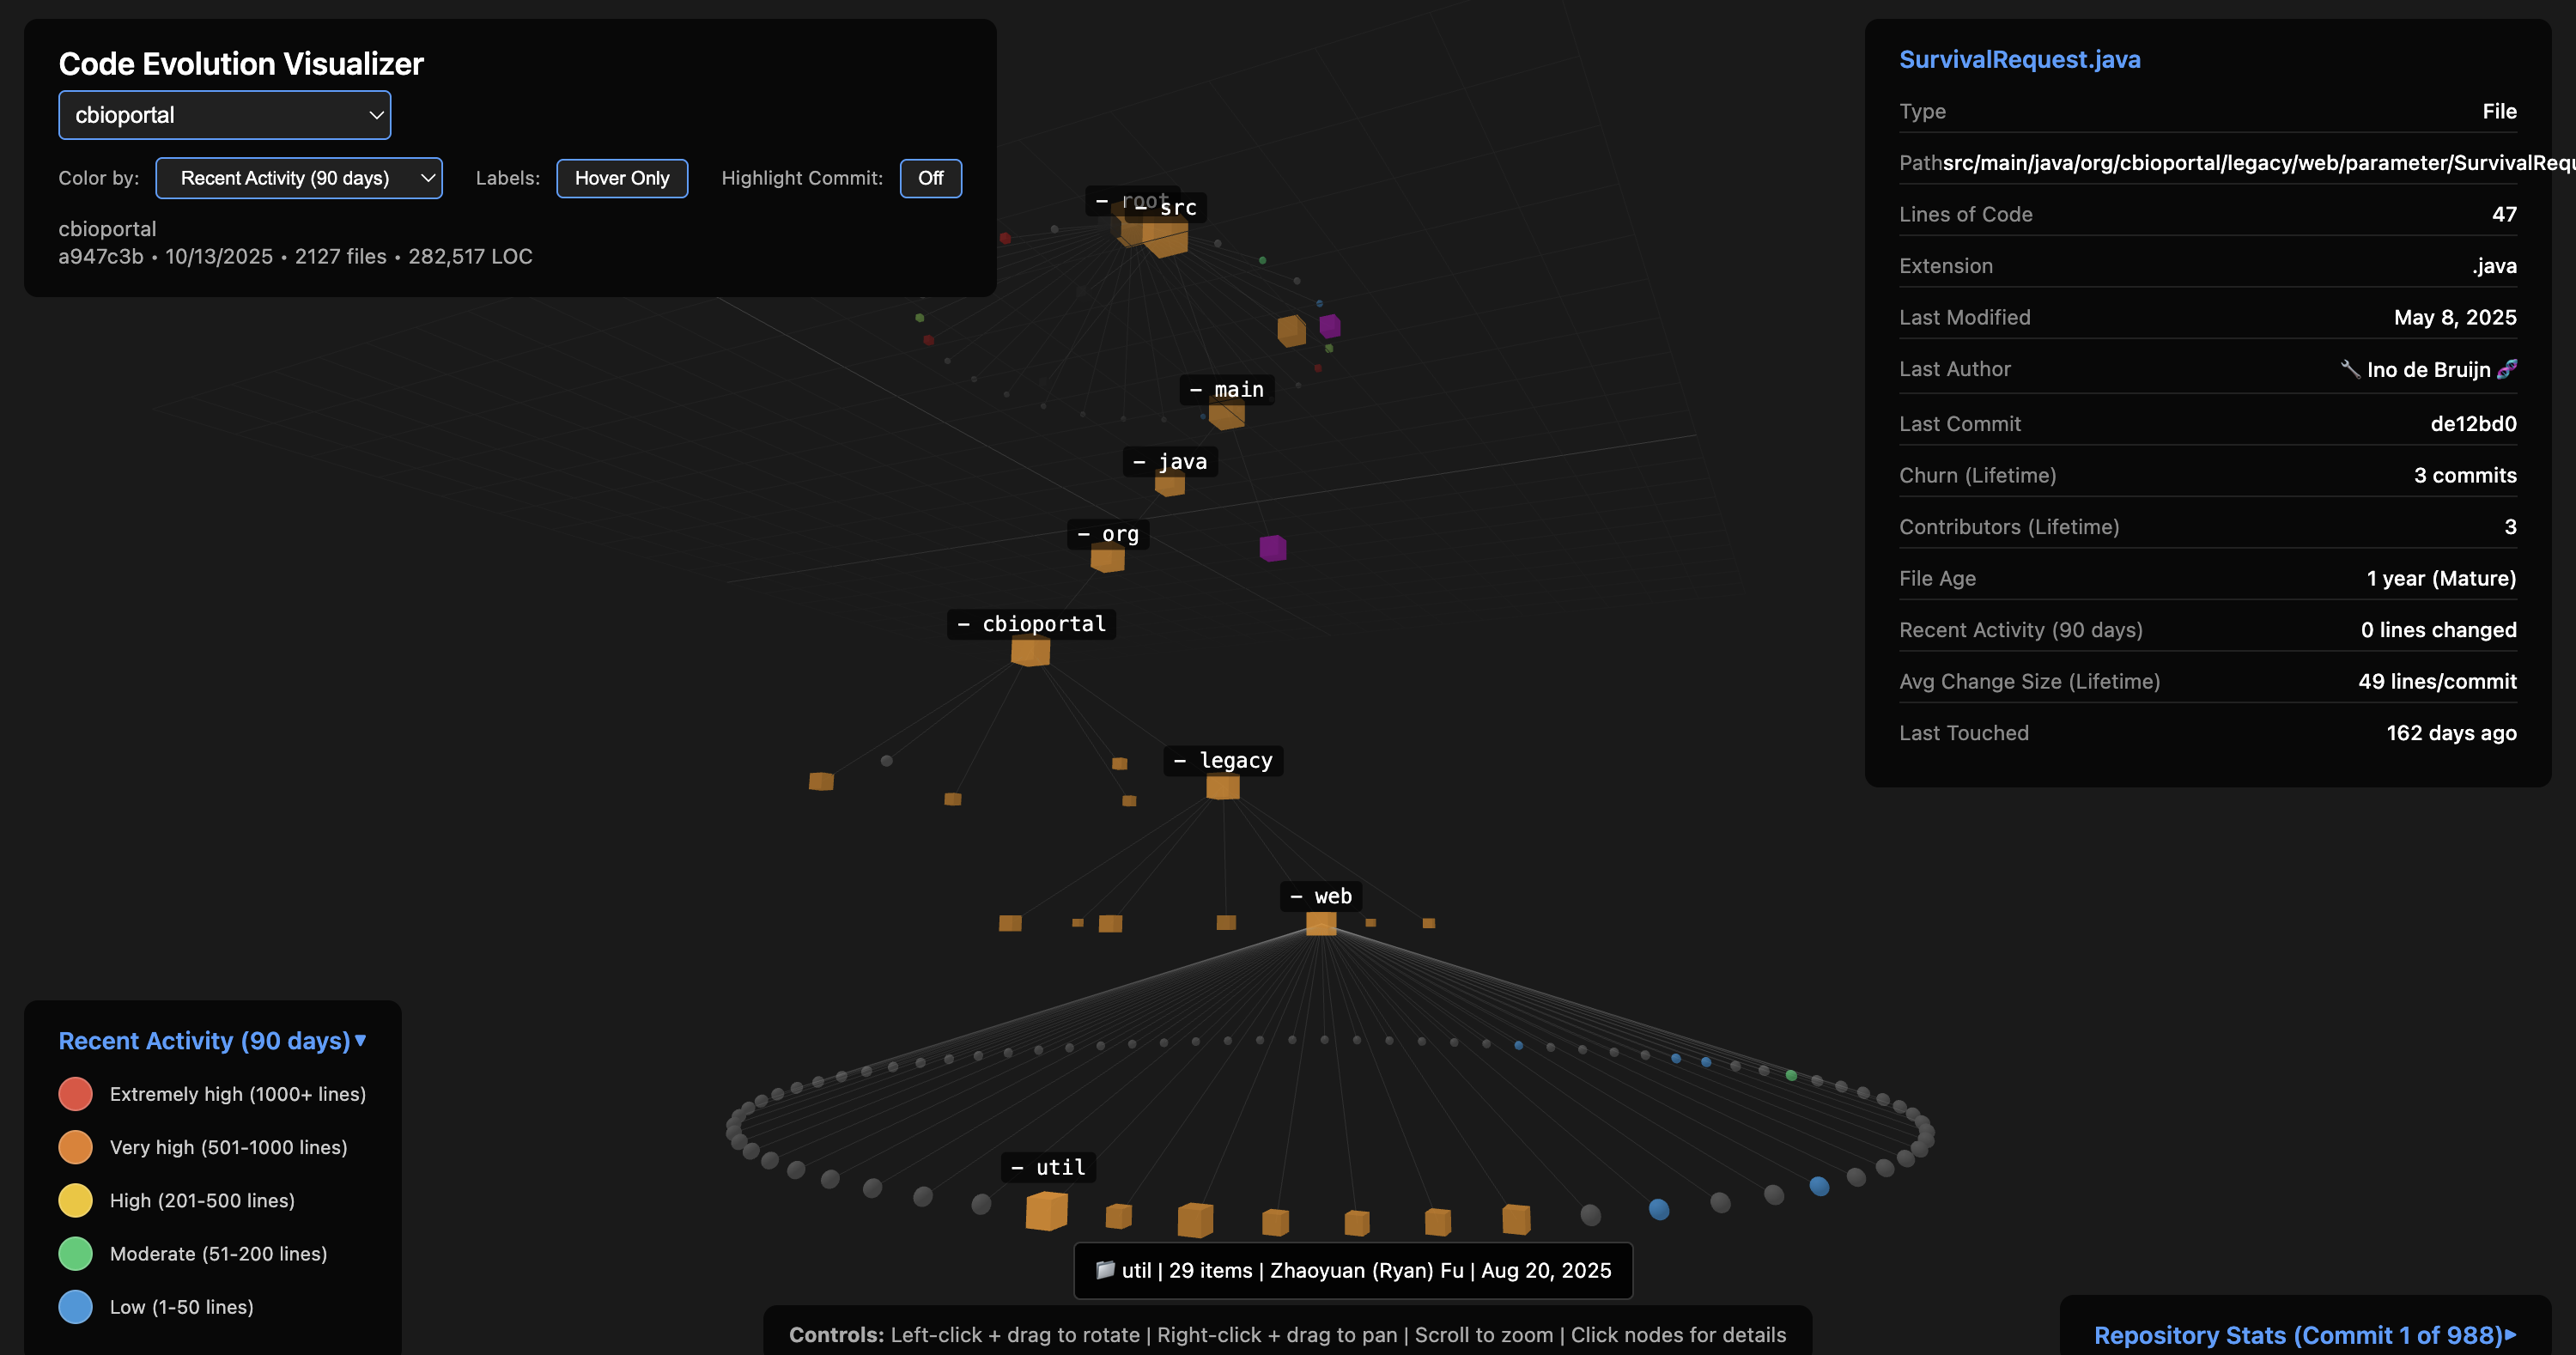 Code Evolution Visualizer
cbioportal
Color by: Recent Activity (90 days) Labels: Hover Only Highlight Commit: Off
cbioportal
a947c3b • 10/13/2025 • 2127 files • 282,517 LOC
− root
− src
− main
− java
− org
− cbioportal
− legacy
− web
− util
📁 util | 29 items | Zhaoyuan (Ryan) Fu | Aug 20, 2025
Controls: Left-click + drag to rotate | Right-click + drag to pan | Scroll to zoom | Click nodes for details
SurvivalRequest.java
Type File
Path src/main/java/org/cbioportal/legacy/web/parameter/SurvivalRequ
Lines of Code 47
Extension .java
Last Modified May 8, 2025
Last Author 🔧 Ino de Bruijn 🧬
Last Commit de12bd0
Churn (Lifetime) 3 commits
Contributors (Lifetime) 3
File Age 1 year (Mature)
Recent Activity (90 days) 0 lines changed
Avg Change Size (Lifetime) 49 lines/commit
Last Touched 162 days ago
Recent Activity (90 days) ▼
Extremely high (1000+ lines)
Very high (501-1000 lines)
High (201-500 lines)
Moderate (51-200 lines)
Low (1-50 lines)
Repository Stats (Commit 1 of 988) ▶